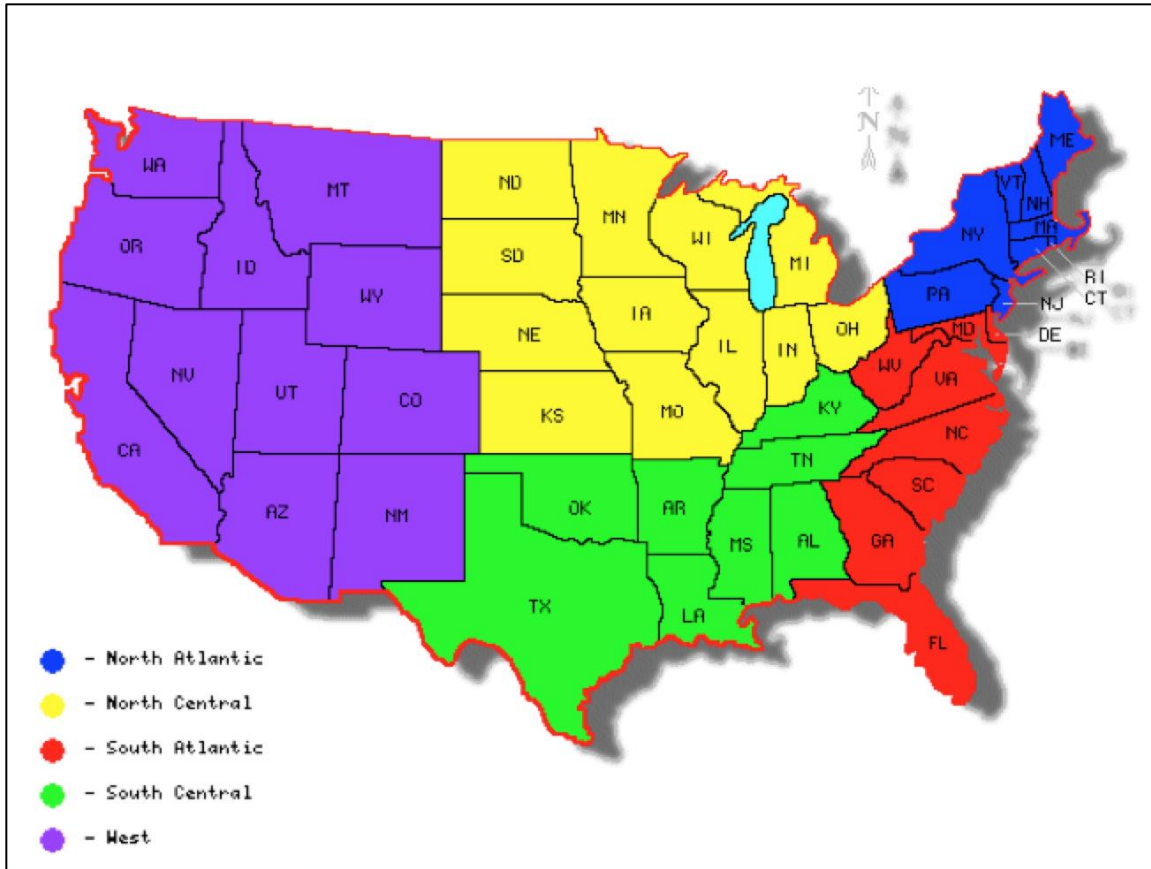 N
ME
WA
MT
ND
VT
NH
MN
MA
OR
NY
WI
ID
SD
MI
RI
WY
PA
CT
NJ
IA
OH
MD
DE
NE
IL
IN
WV
NV
UT
CO
VA
KS
MO
KY
CA
NC
TN
SC
AZ
NM
OK
AR
MS
AL
GA
TX
LA
FL
- North Atlantic
- North Central
- South Atlantic
- South Central
- West